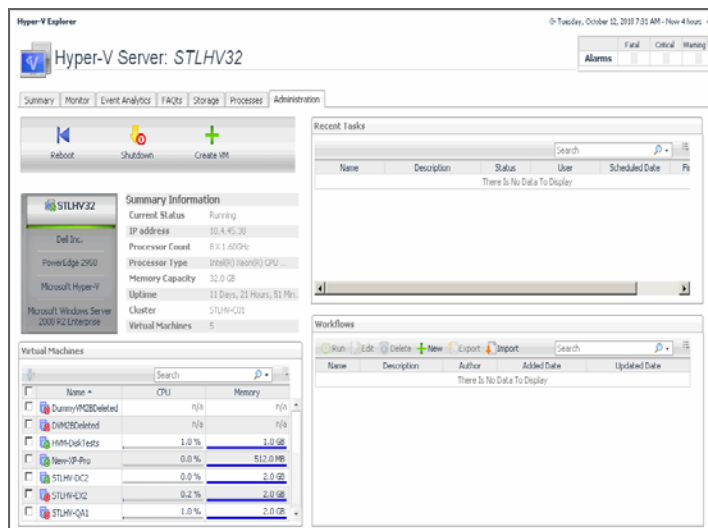 Hyper-V Explorer
Tuesday, October 12, 2010 7:31 AM - Now 4 hours
Hyper-V Server: STLHV32
Fatal Critical Warning
Alarms
Summary Monitor Event Analytics FAQts Storage Processes Administration
Reboot Shutdown Create VM
STLHV32
Dell Inc.
PowerEdge 2950
Microsoft Hyper-V
Microsoft Windows Server 
2008 R2 Enterprise
Summary Information
Current Status Running
IP address 10.4.45.30
Processor Count 8 X 1.60GHz
Processor Type Intel(R) Xeon(R) CPU ...
Memory Capacity 32.0 GB
Uptime 11 Days, 21 Hours, 51 Min.
Cluster STLHV-C01
Virtual Machines 5
Virtual Machines
Search
Name CPU Memory
DummyVM2BDeleted n/a n/a
DVM2BDeleted n/a n/a
HVM-DiskTests 1.0 % 1.0 GB
New-XP-Pro 0.0 % 512.0 MB
STLHV-DC2 0.0 % 2.0 GB
STLHV-EX2 0.2 % 2.0 GB
STLHV-QA1 1.0 % 2.0 GB
Recent Tasks
Search
Name Description Status User Scheduled Date Fi
There Is No Data To Display
Workflows
Run Edit Delete New Export Import Search
Name Description Author Added Date Updated Date
There Is No Data To Display